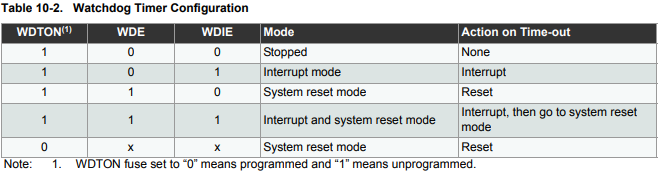 Table 10-2. Watchdog Timer Configuration
WDTON(1) WDE WDIE Mode Action on Time-out
1 0 0 Stopped None
1 0 1 Interrupt mode Interrupt
1 1 0 System reset mode Reset
1 1 1 Interrupt and system reset mode Interrupt, then go to system reset
mode
0 x x System reset mode Reset
Note: 1. WDTON fuse set to “0” means programmed and “1” means unprogrammed.